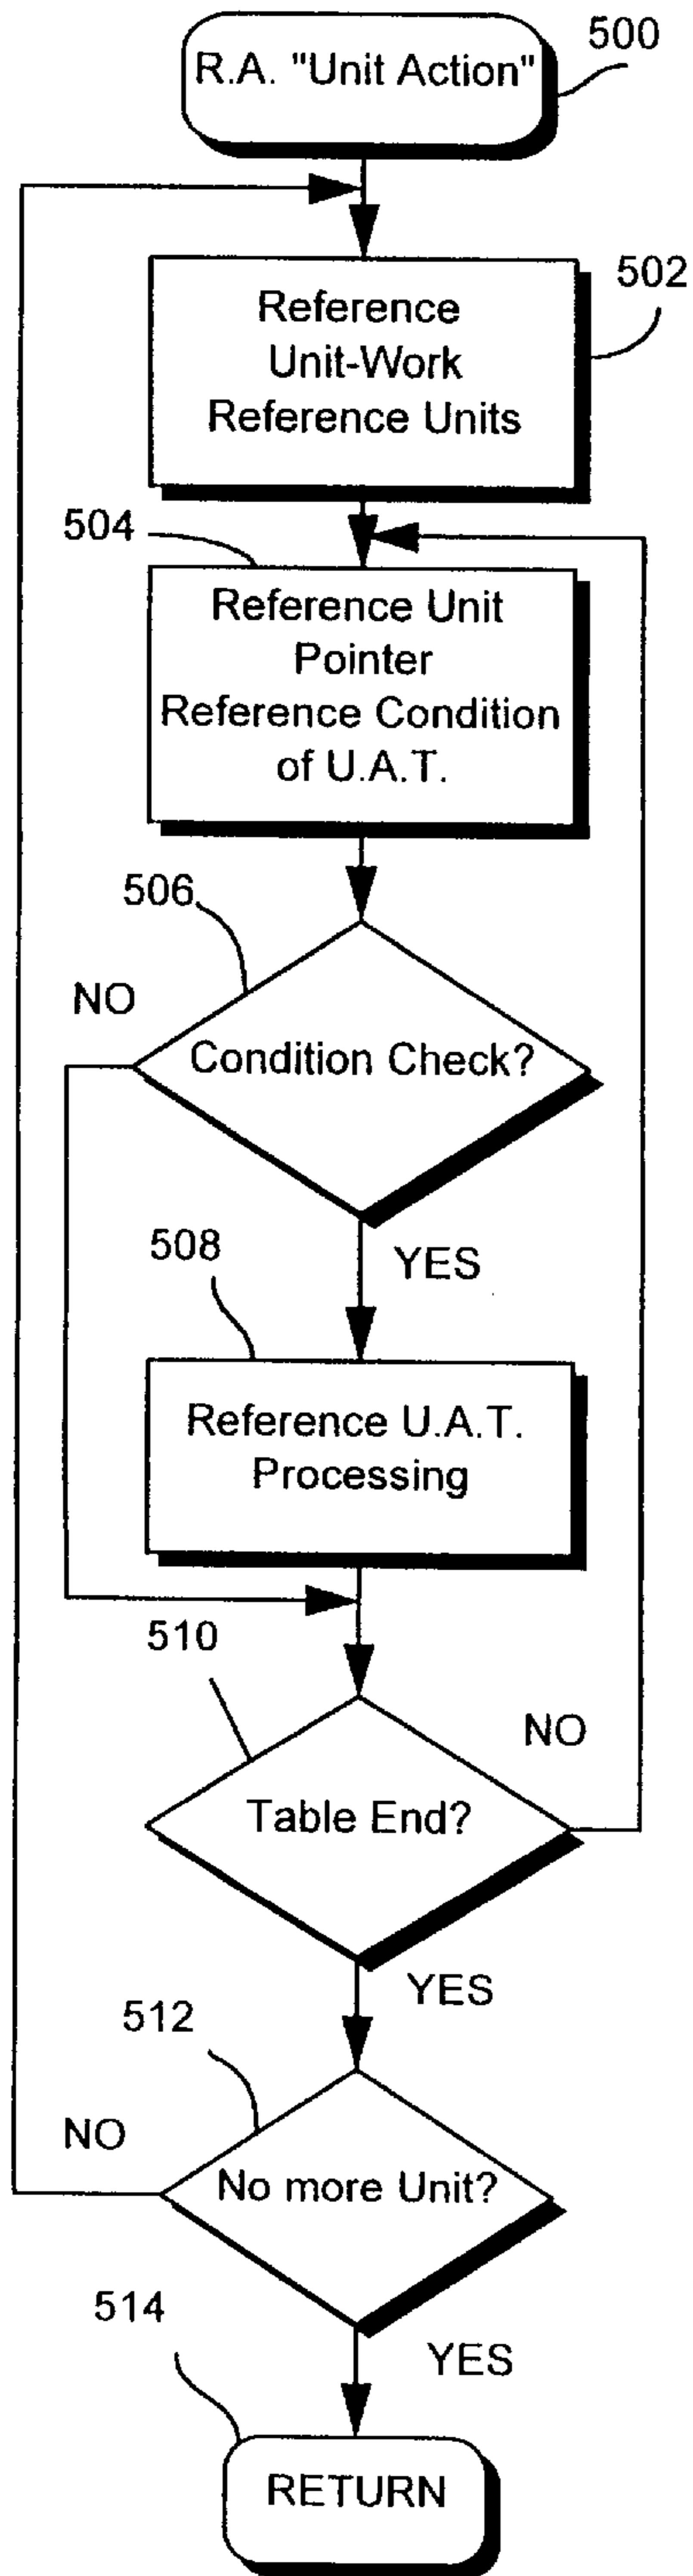 500
R.A. "Unit Action"
502
Reference
Unit-Work
Reference Units
504
Reference Unit
Pointer
Reference Condition
of U.A.T.
506
NO
Condition Check?
YES
508
Reference U.A.T.
Processing
510
NO
Table End?
YES
512
NO
No more Unit?
514
YES
RETURN